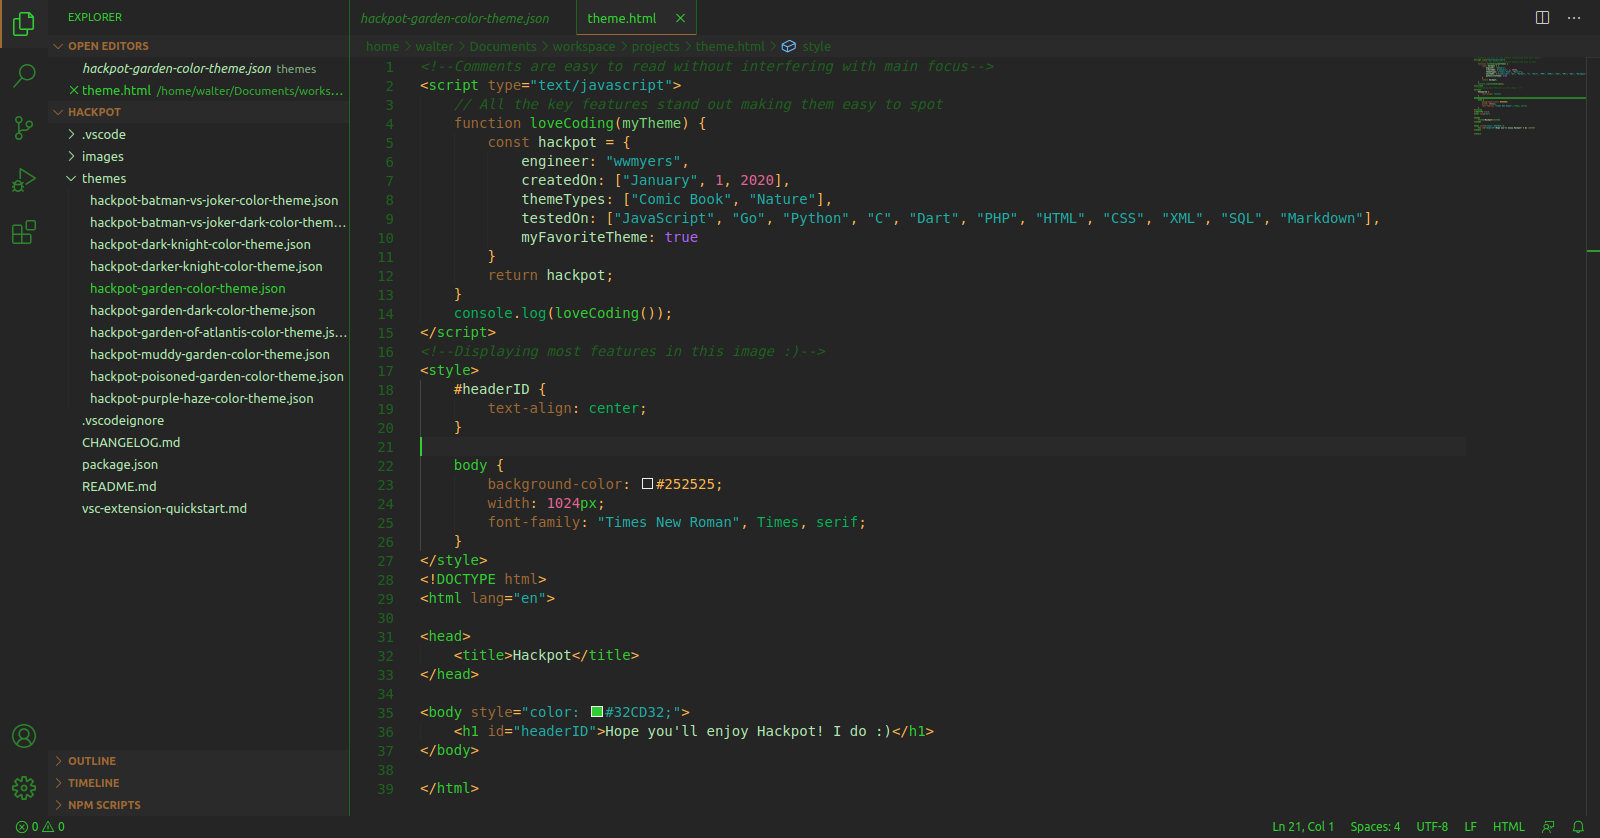 EXPLORER
OPEN EDITORS
hackpot-garden-color-theme.json themes
theme.html /home/walter/Documents/works...
HACKPOT
.vscode
images
themes
hackpot-batman-vs-joker-color-theme.json
hackpot-batman-vs-joker-dark-color-them...
hackpot-dark-knight-color-theme.json
hackpot-darker-knight-color-theme.json
hackpot-garden-color-theme.json
hackpot-garden-dark-color-theme.json
hackpot-garden-of-atlantis-color-theme.js...
hackpot-muddy-garden-color-theme.json
hackpot-poisoned-garden-color-theme.json
hackpot-purple-haze-color-theme.json
.vscodeignore
CHANGELOG.md
package.json
README.md
vsc-extension-quickstart.md
OUTLINE
TIMELINE
NPM SCRIPTS
hackpot-garden-color-theme.json theme.html
home > walter > Documents > workspace > projects > theme.html > style
1 <!--Comments are easy to read without interfering with main focus-->
2 <script type="text/javascript">
3     // All the key features stand out making them easy to spot
4     function loveCoding(myTheme) {
5         const hackpot = {
6             engineer: "wwmyers",
7             createdOn: ["January", 1, 2020],
8             themeTypes: ["Comic Book", "Nature"],
9             testedOn: ["JavaScript", "Go", "Python", "C", "Dart", "PHP", "HTML", "CSS", "XML", "SQL", "Markdown"],
10             myFavoriteTheme: true
11         }
12         return hackpot;
13     }
14     console.log(loveCoding());
15 </script>
16 <!--Displaying most features in this image :)-->
17 <style>
18     #headerID {
19         text-align: center;
20     }
21
22     body {
23         background-color: #252525;
24         width: 1024px;
25         font-family: "Times New Roman", Times, serif;
26     }
27 </style>
28 <!DOCTYPE html>
29 <html lang="en">
30
31 <head>
32     <title>Hackpot</title>
33 </head>
34
35 <body style="color: #32CD32;">
36     <h1 id="headerID">Hope you'll enjoy Hackpot! I do :)</h1>
37 </body>
38
39 </html>
0 0 Ln 21, Col 1 Spaces: 4 UTF-8 LF HTML